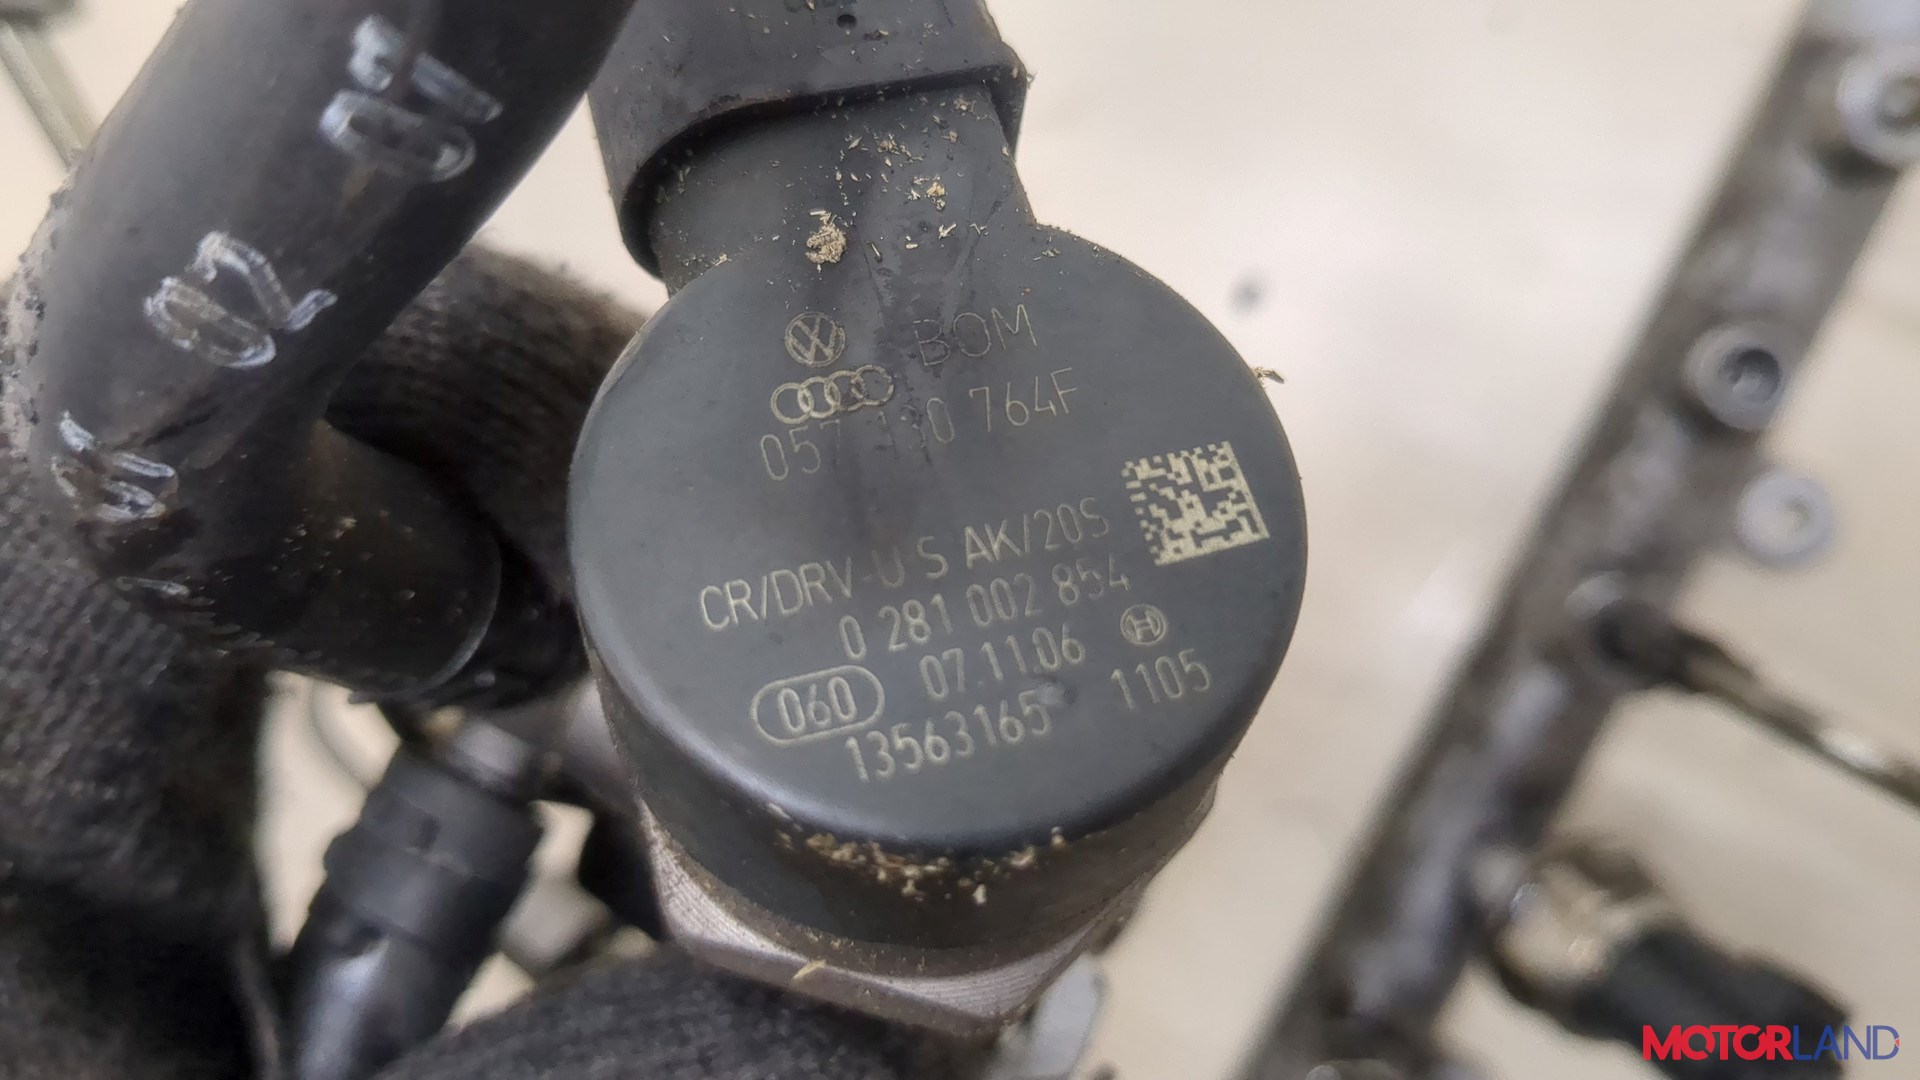 BOM
057 130 764F
CR/DRV-U S AK/20S
0 281 002 854
060 07.11.06
13563165 1105
02
MOTORLAND